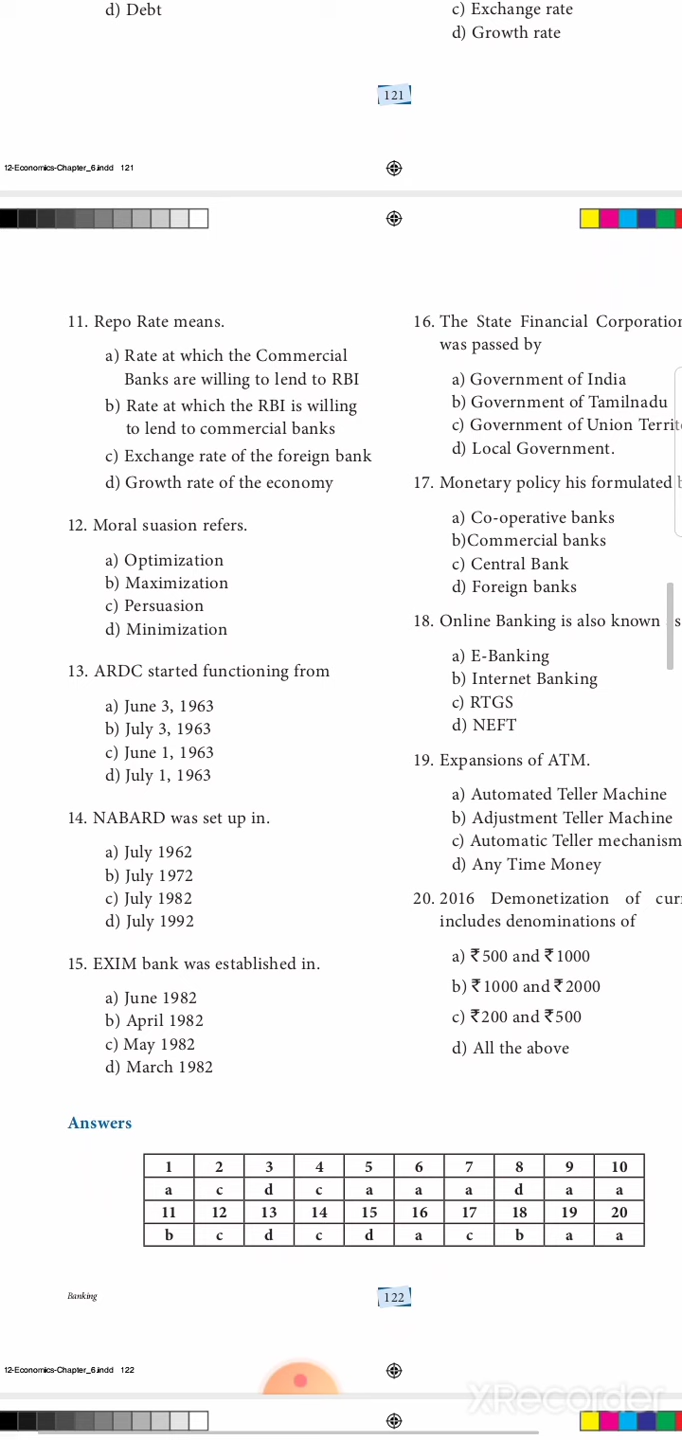 d) Debt
c) Exchange rate
d) Growth rate
121
12-Economics-Chapter_6.indd 121
11. Repo Rate means.
a) Rate at which the Commercial
Banks are willing to lend to RBI
b) Rate at which the RBI is willing
to lend to commercial banks
c) Exchange rate of the foreign bank
d) Growth rate of the economy
12. Moral suasion refers.
a) Optimization
b) Maximization
c) Persuasion
d) Minimization
13. ARDC started functioning from
a) June 3, 1963
b) July 3, 1963
c) June 1, 1963
d) July 1, 1963
14. NABARD was set up in.
a) July 1962
b) July 1972
c) July 1982
d) July 1992
15. EXIM bank was established in.
a) June 1982
b) April 1982
c) May 1982
d) March 1982
16. The State Financial Corporation
was passed by
a) Government of India
b) Government of Tamilnadu
c) Government of Union
d) Local Government.
17. Monetary policy his formulated
a) Co-operative banks
b)Commercial banks
c) Central Bank
d) Foreign banks
18. Online Banking is also known
a) E-Banking
b) Internet Banking
c) RTGS
d) NEFT
19. Expansions of ATM.
a) Automated Teller Machine
b) Adjustment Teller Machine
c) Automatic Teller mechanism
d) Any Time Money
20. 2016 Demonetization of
includes denominations of
a) ₹500 and ₹1000
b) ₹1000 and ₹2000
c) ₹200 and ₹500
d) All the above
Answers
1 2 3 4 5 6 7 8 9 10
a c d c a a a d a a
11 12 13 14 15 16 17 18 19 20
b c d c d a c b a a
Banking
122
12-Economics-Chapter_6.indd 122
XRecorder